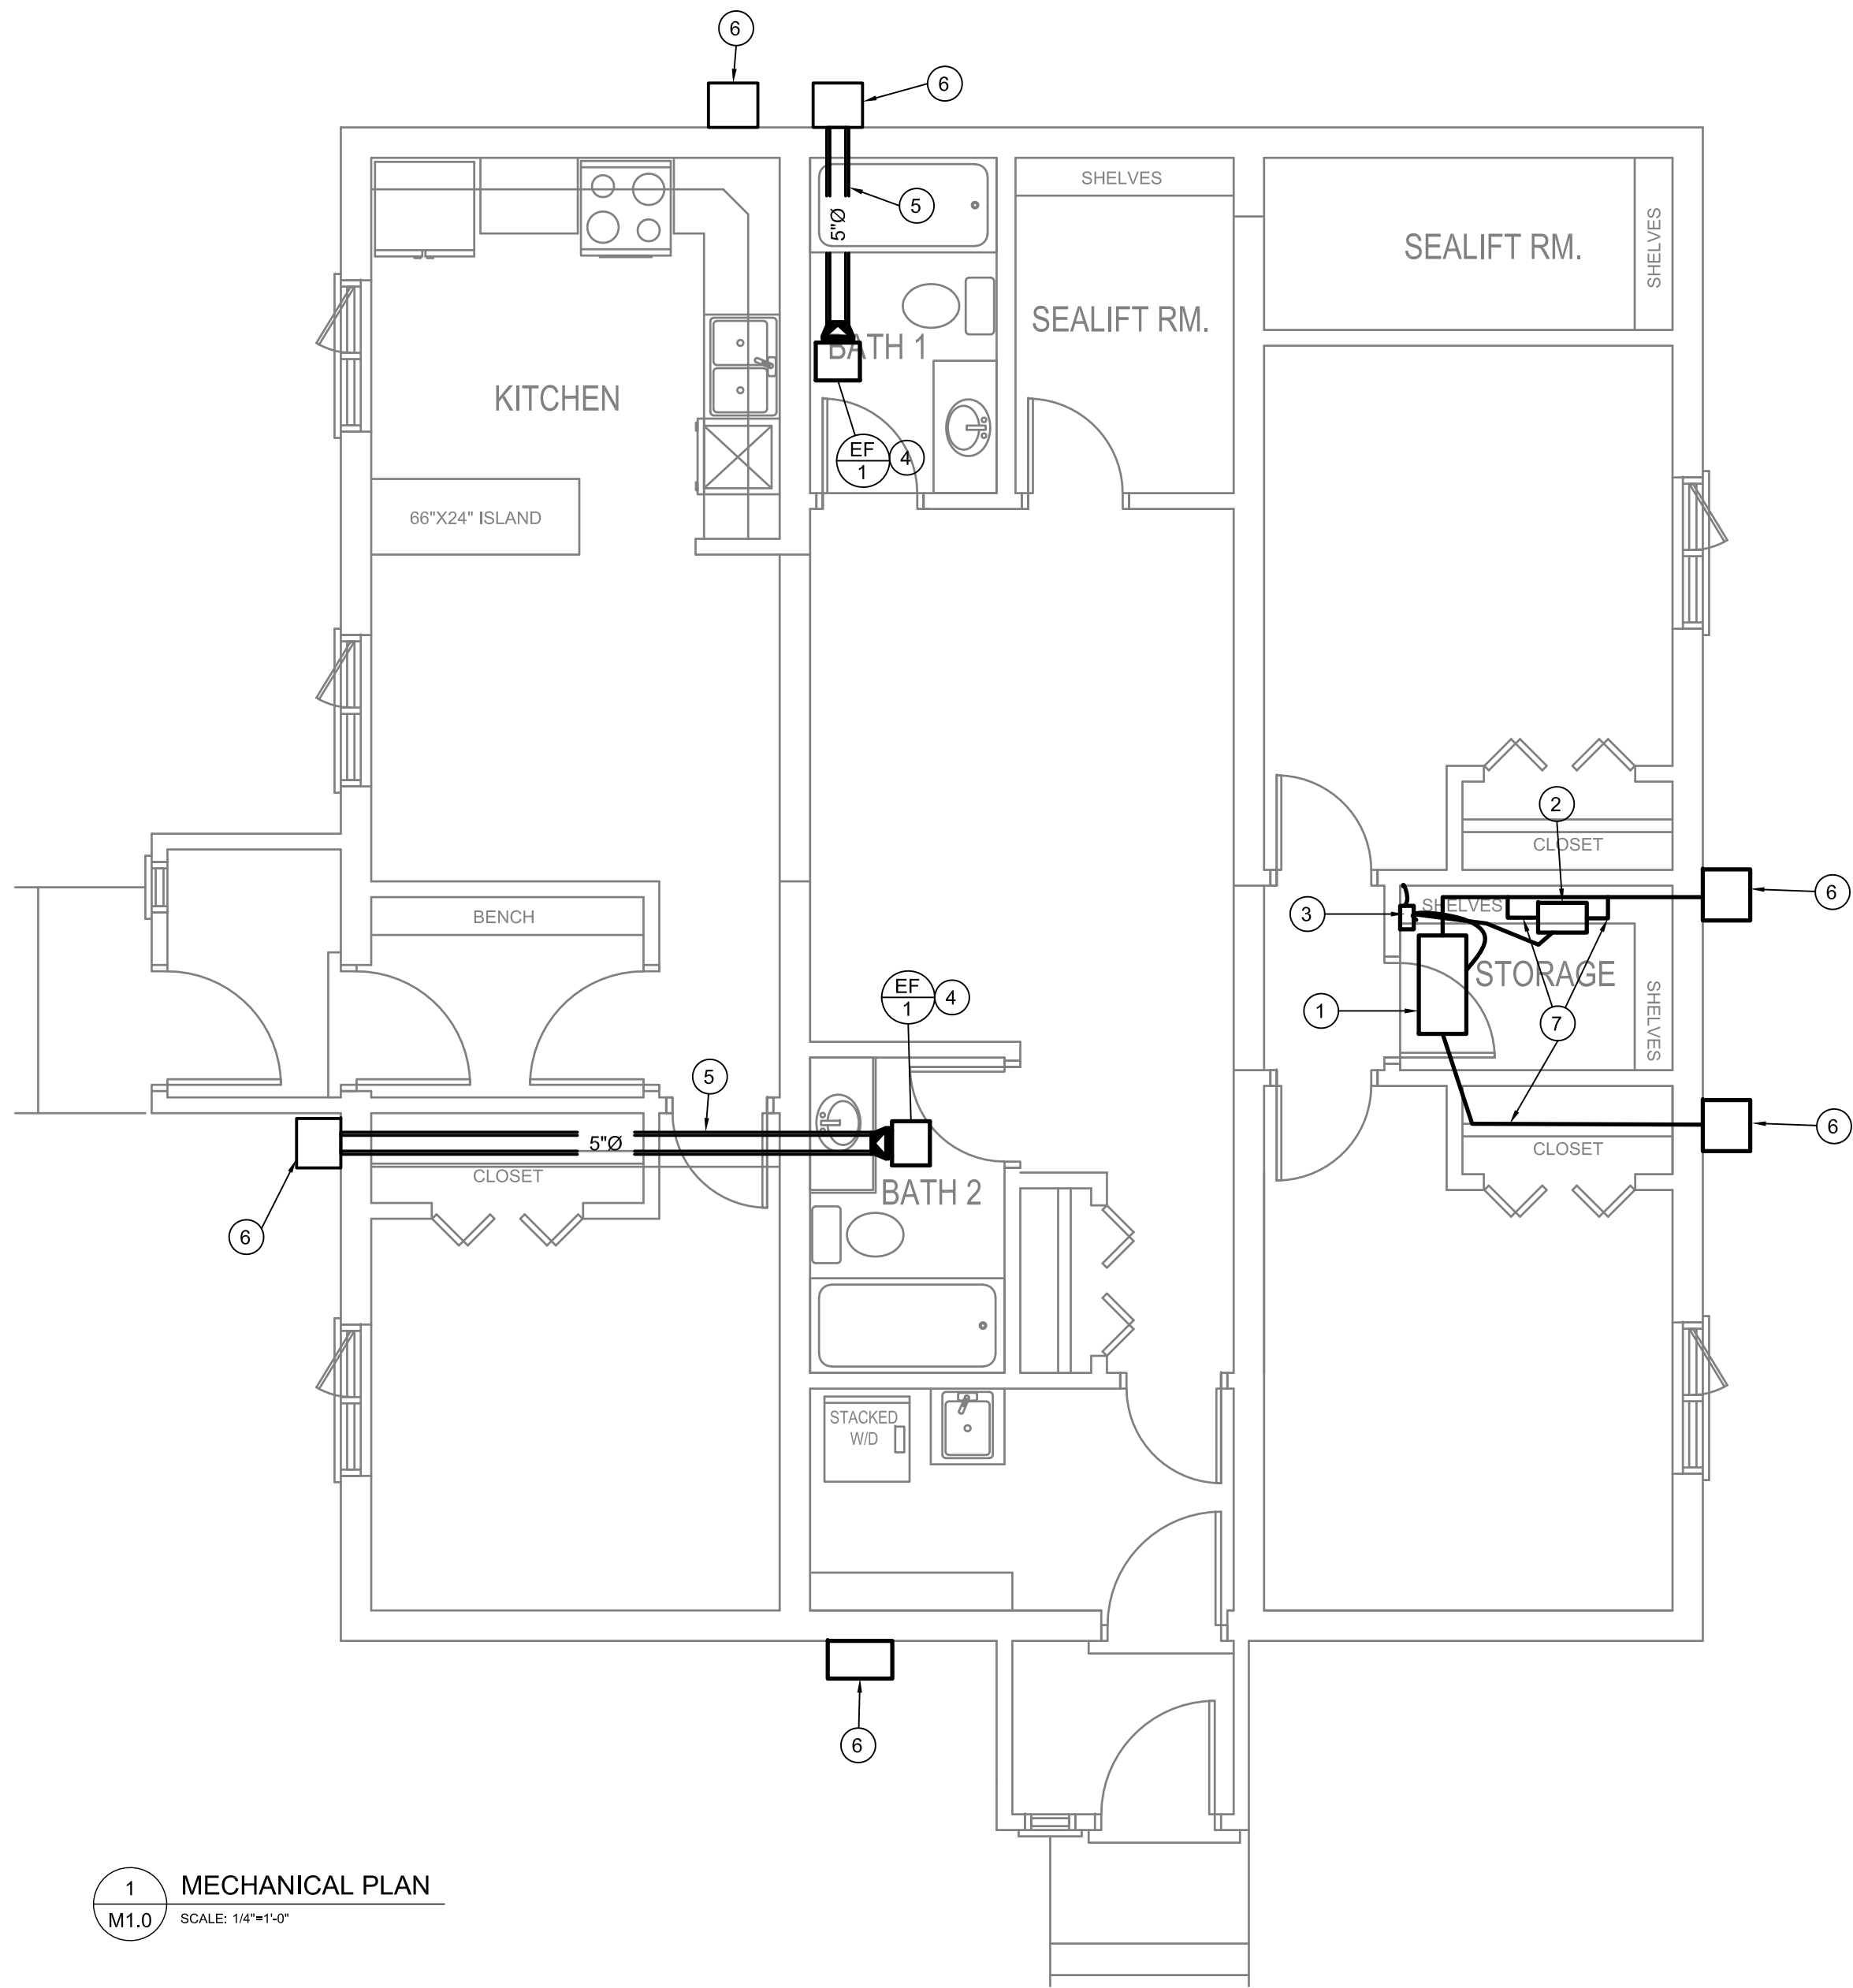 6
6
SHELVES
5
5"Ø
SHELVES
SEALIFT RM.
SEALIFT RM.
BATH 1
KITCHEN
EF
1
4
66"X24" ISLAND
2
CLOSET
6
SHELVES
3
BENCH
STORAGE
EF
1
4
1
7
SHELVES
5
6
5"Ø
CLOSET
CLOSET
BATH 2
6
STACKED
W/D
6
1
M1.0
MECHANICAL PLAN
SCALE: 1/4"=1'-0"